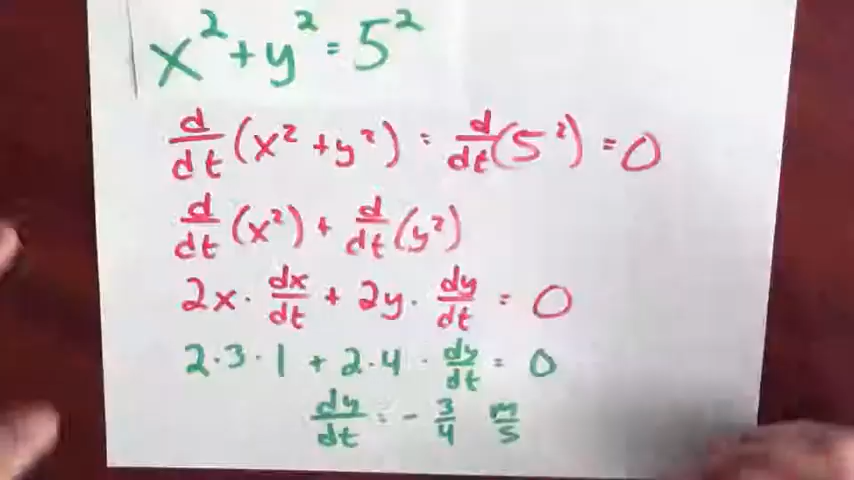 x² + y² = 5²
d/dt (x² + y²) = d/dt (5²) = 0
d/dt (x²) + d/dt (y²)
2x · dx/dt + 2y · dy/dt = 0
2 · 3 · 1 + 2 · 4 · dy/dt = 0
dy/dt = - 3/4 m/s